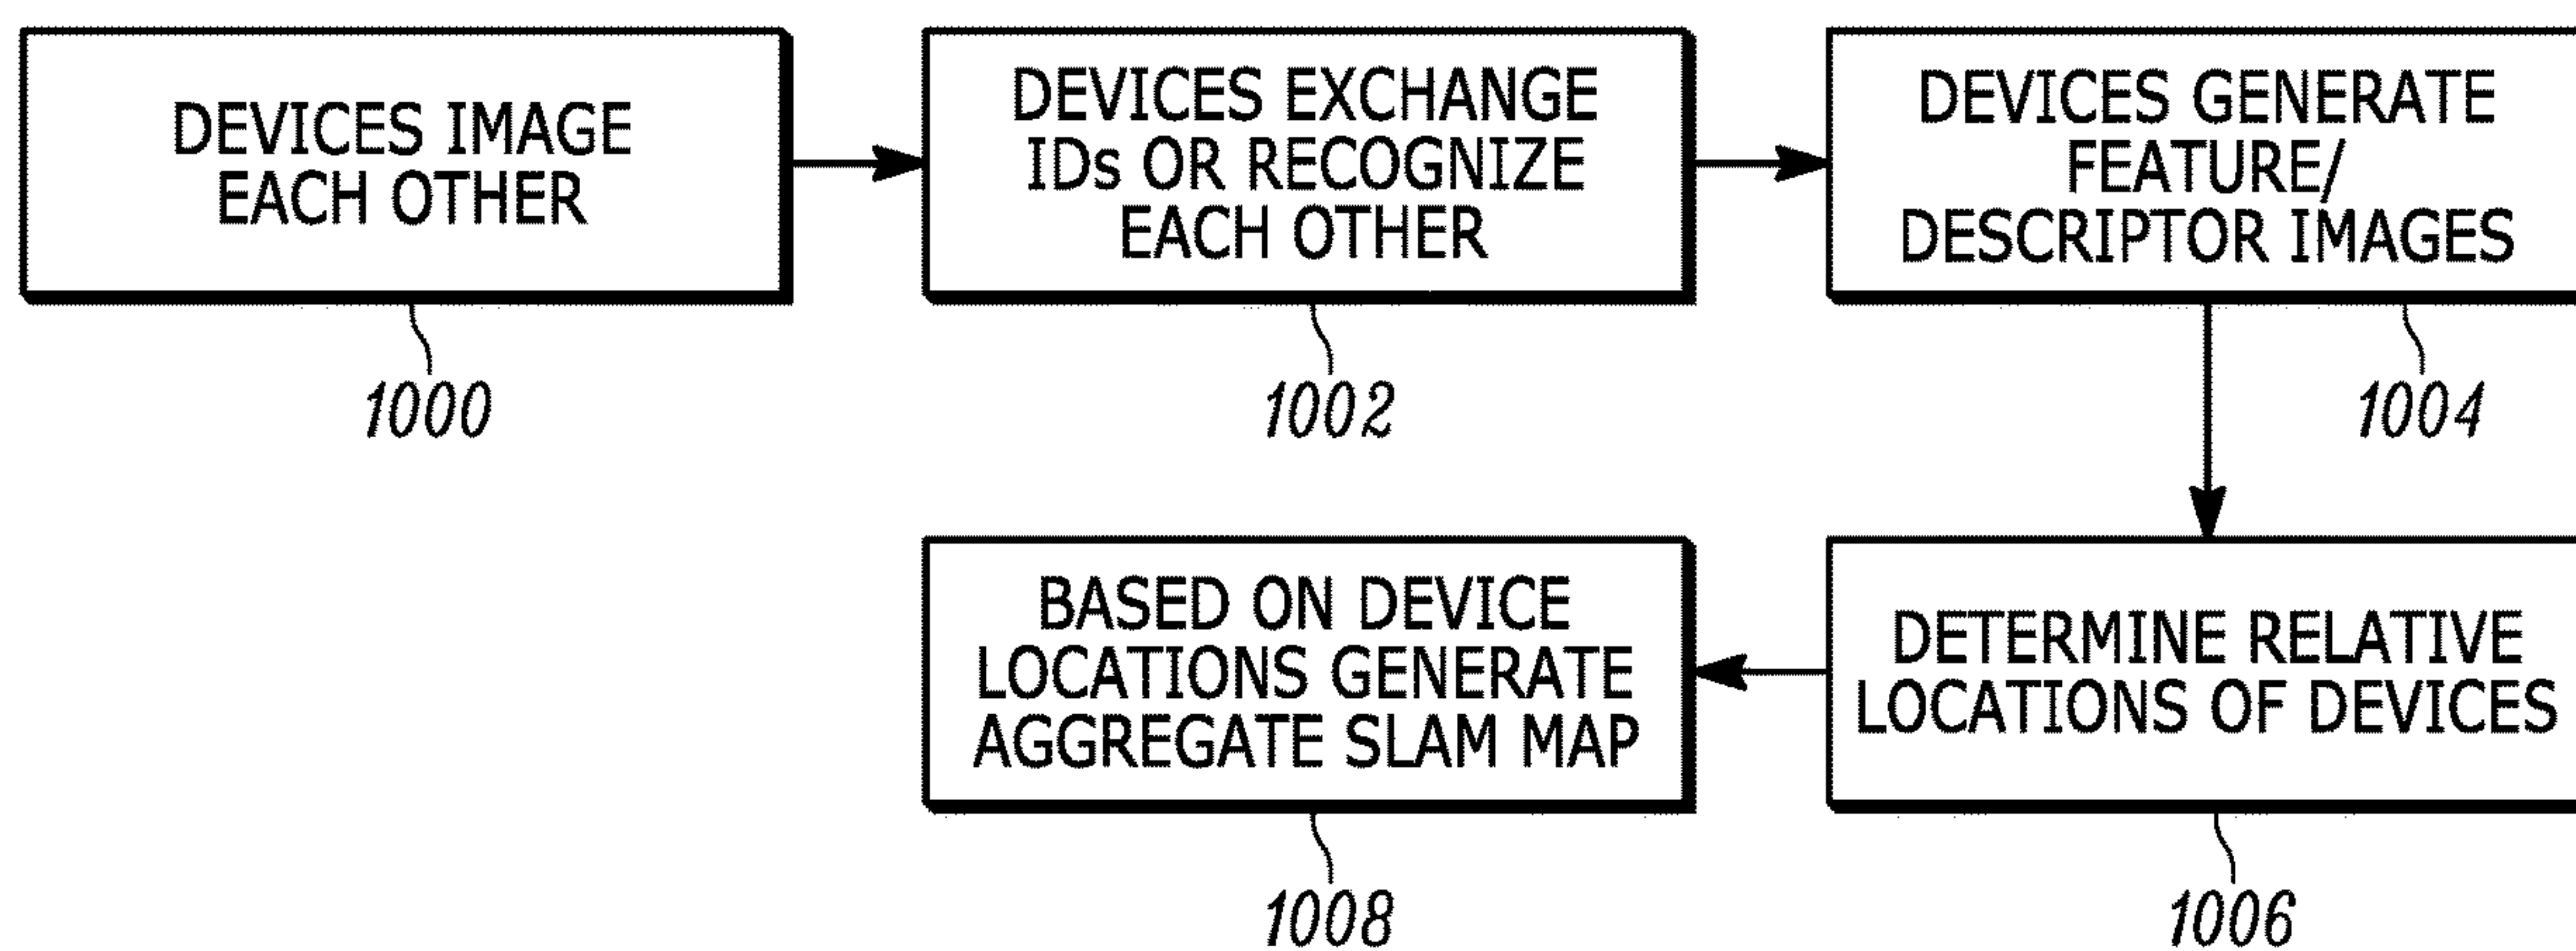 DEVICES IMAGE
EACH OTHER
1000
DEVICES EXCHANGE
IDs OR RECOGNIZE
EACH OTHER
1002
DEVICES GENERATE
FEATURE/
DESCRIPTOR IMAGES
1004
DETERMINE RELATIVE
LOCATIONS OF DEVICES
1006
BASED ON DEVICE
LOCATIONS GENERATE
AGGREGATE SLAM MAP
1008